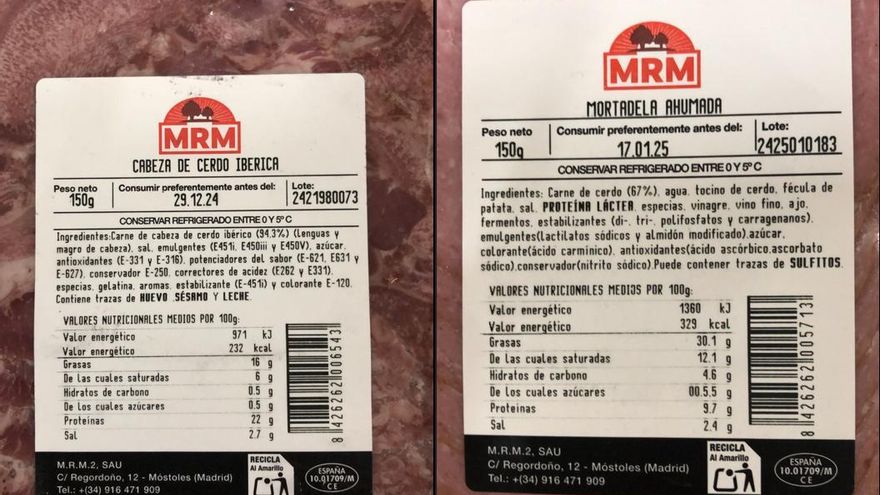 MRM
CABEZA DE CERDO IBERICA
Peso neto
150g
Consumir preferentemente antes del:
29.12.24
Lote:
2421980073
CONSERVAR REFRIGERADO ENTRE 0 Y 5º C
Ingredientes:Carne de cabeza de cerdo ibérico (94,3%) (lenguas y
magro de cabeza), sal, emulgentes (E451i, E450iii y E450V), azúcar,
antioxidantes (E-331 y E-316), potenciadores del sabor (E-621, E631 y
E-627), conservador E-250, correctores de acidez (E262 y E331),
especias, gelatina, aromas, estabilizante (E-451i) y colorante E-120.
Contiene trazas de HUEVO ,SÉSAMO Y LECHE.
VALORES NUTRICIONALES MEDIOS POR 100g:
Valor energético 971 kJ
Valor energético 232 kcal
Grasas 16 g
De las cuales saturadas 6 g
Hidratos de carbono 0.5 g
De los cuales azúcares 0.5 g
Proteínas 22 g
Sal 2.7 g
8 426262 006543
M.R.M.2, SAU
C/ Regordoño, 12 - Móstoles (Madrid)
Tel.: +(34) 916 471 909
RECICLA
Al Amarillo
ESPAÑA
10.01709/M
CE
MRM
MORTADELA AHUMADA
Peso neto
150g
Consumir preferentemente antes del:
17.01.25
Lote:
2425010183
CONSERVAR REFRIGERADO ENTRE 0 Y 5º C
Ingredientes: Carne de cerdo (67%), agua, tocino de cerdo, fécula de
patata, sal, PROTEÍNA LÁCTEA, especias, vinagre, vino fino, ajo,
fermentos, estabilizantes (di-, tri-, polifosfatos y carragenanos),
emulgentes(lactilatos sódicos y almidón modificado),azúcar,
colorante(ácido carmínico), antioxidantes(ácido ascórbico,ascorbato
sódico),conservador(nitrito sódico).Puede contener trazas de SULFITOS.
VALORES NUTRICIONALES MEDIOS POR 100g:
Valor energético 1360 kJ
Valor energético 329 kcal
Grasas 30.1 g
De las cuales saturadas 12.1 g
Hidratos de carbono 4.6 g
De los cuales azúcares 00.5.5 g
Proteínas 9.7 g
Sal 2.4 g
8 426262 005713
M.R.M.2, SAU
C/ Regordoño, 12 - Móstoles (Madrid)
Tel.: +(34) 916 471 909
RECICLA
Al Amarillo
ESPAÑA
10.01709/M
CE